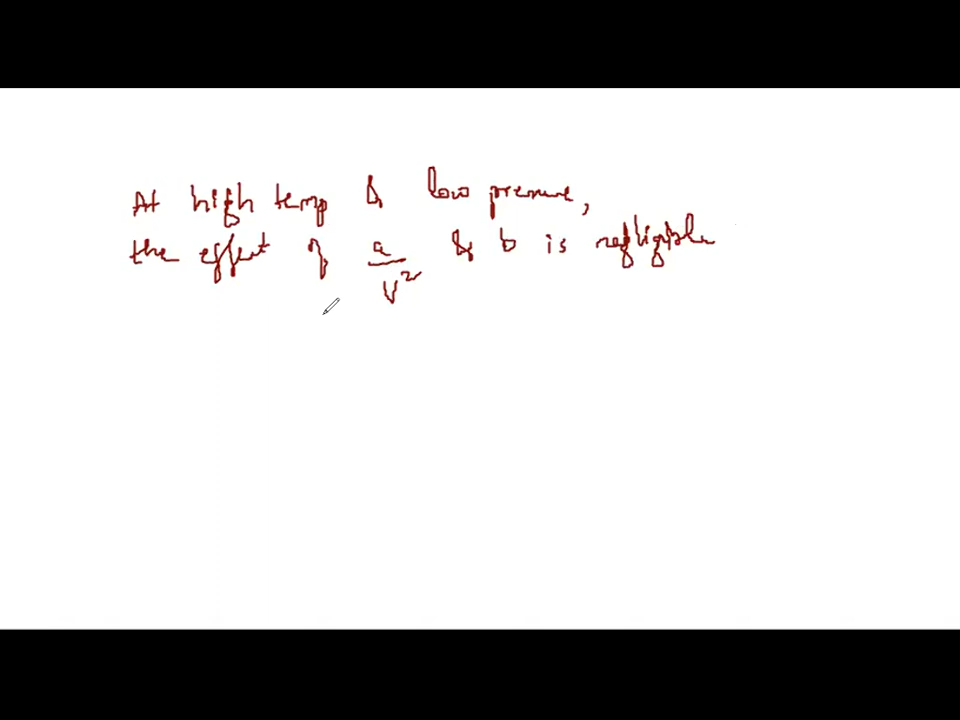 At high temp & low pressure,
the effect of a/V² & b is negligible